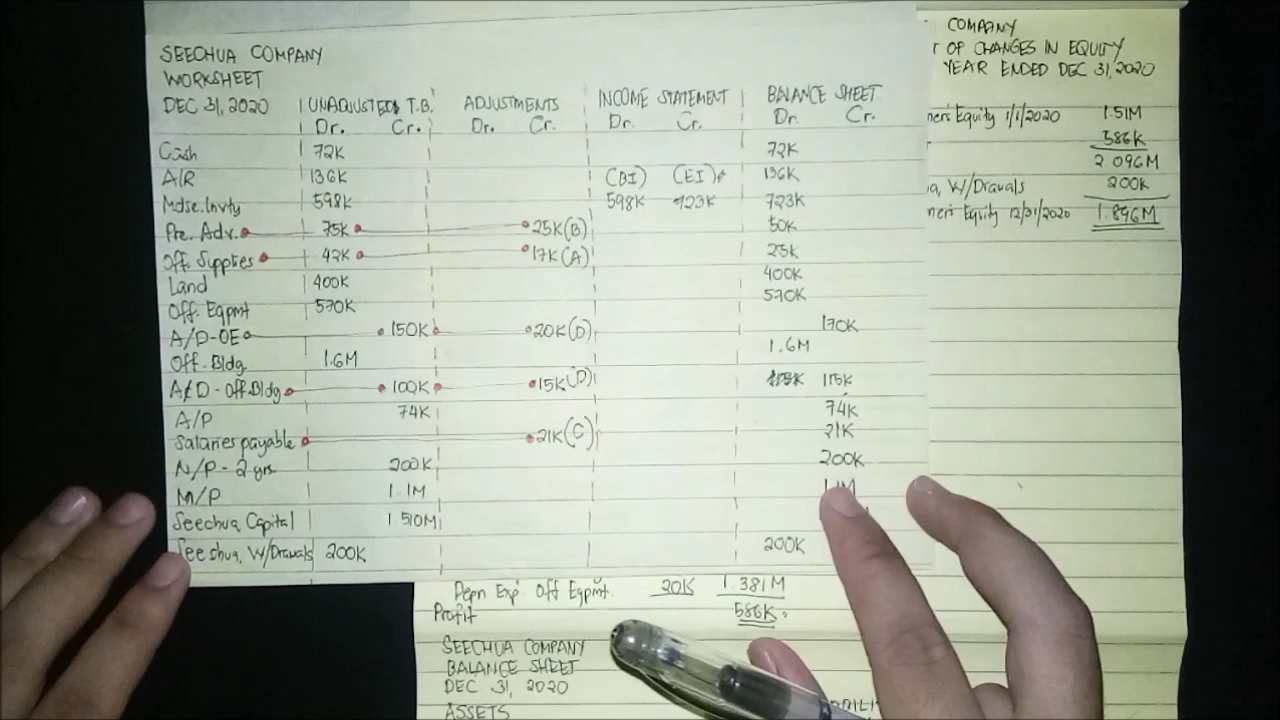 SEECHUA COMPANY
WORKSHEET
DEC 31, 2020 UNADJUSTED T.B. ADJUSTMENTS INCOME STATEMENT BALANCE SHEET
Dr. Cr. Dr. Cr. Dr. Cr. Dr. Cr.
Cash 72K 72K
A/R 136K (BI) (EI) 136K
Mdse. Invty 598K 598K 723K 723K
Pre. Adv. 75K 25K(B) 50K
Off. Supplies 42K 17K(A) 25K
Land 400K 400K
Off. Eqpmt 570K 570K
A/D-OE 150K 20K(D) 170K
Off. Bldg 1.6M 1.6M
A/D - Off. Bldg 100K 15K(D) 115K
A/P 74K 74K
Salaries payable 21K(C) 21K
N/P - 2 yrs 200K 200K
M/P 1.1M 1.1M
Seechua, Capital 1.510M
Seechua, W/Drawals 200K 200K
COMPANY
OF CHANGES IN EQUITY
YEAR ENDED DEC 31, 2020
Equity 1/1/2020 1.51M
586K
2.096M
W/Drawals 200K
Equity 12/31/2020 1.896M
Depn Exp. Off Eqpmt. 20K 1.381M
Profit 586K
SEECHUA COMPANY
BALANCE SHEET
DEC 31, 2020
ASSETS